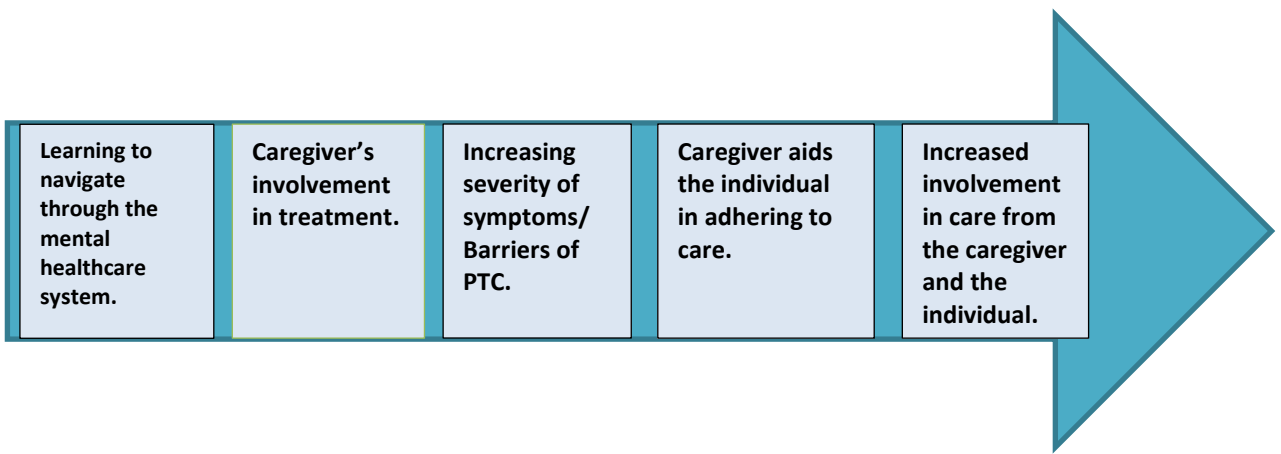 Learning to
navigate
through the
mental
healthcare
system.
Caregiver’s
involvement
in treatment.
Increasing
severity of
symptoms/
Barriers of
PTC.
Caregiver aids
the individual
in adhering to
care.
Increased
involvement
in care from
the caregiver
and the
individual.